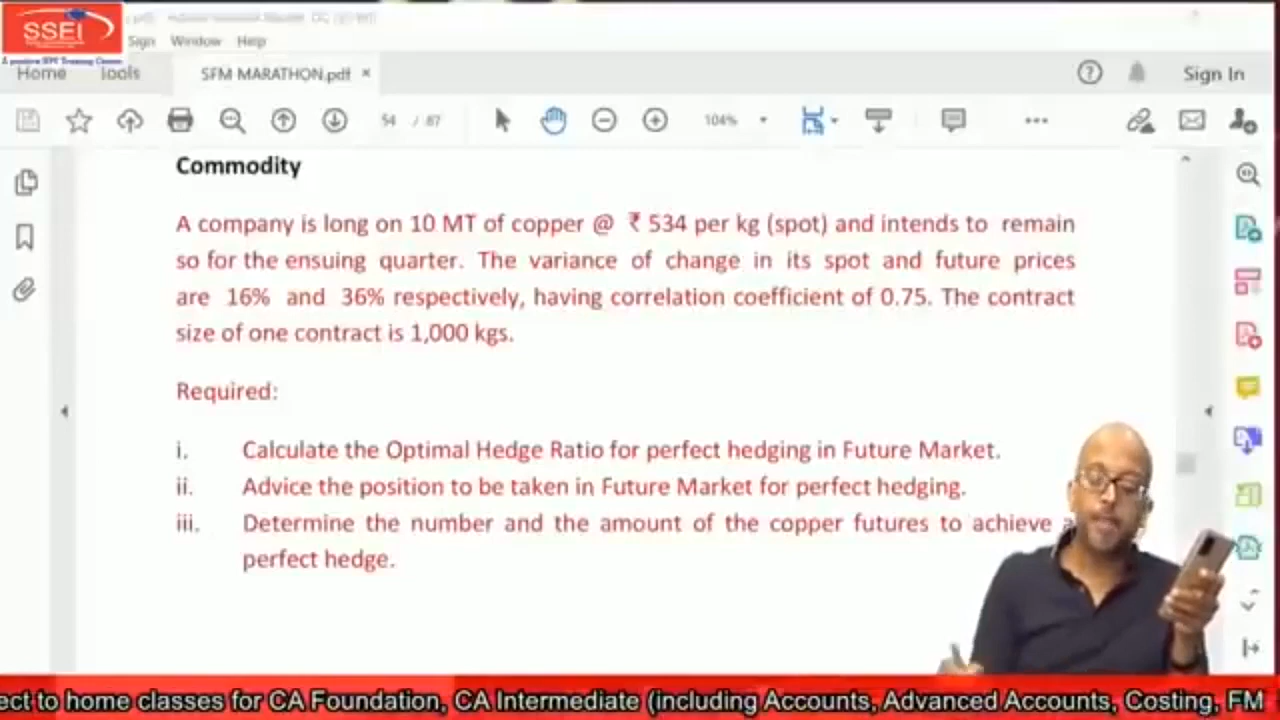 SSEI
Sign Window Help
Home Tools SFM MARATHON.pdf × Sign In
54 / 87 104%
Commodity
A company is long on 10 MT of copper @ ₹ 534 per kg (spot) and intends to remain
so for the ensuing quarter. The variance of change in its spot and future prices
are 16% and 36% respectively, having correlation coefficient of 0.75. The contract
size of one contract is 1,000 kgs.
Required:
i. Calculate the Optimal Hedge Ratio for perfect hedging in Future Market.
ii. Advice the position to be taken in Future Market for perfect hedging.
iii. Determine the number and the amount of the copper futures to achieve a
perfect hedge.
ect to home classes for CA Foundation, CA Intermediate (including Accounts, Advanced Accounts, Costing, FM